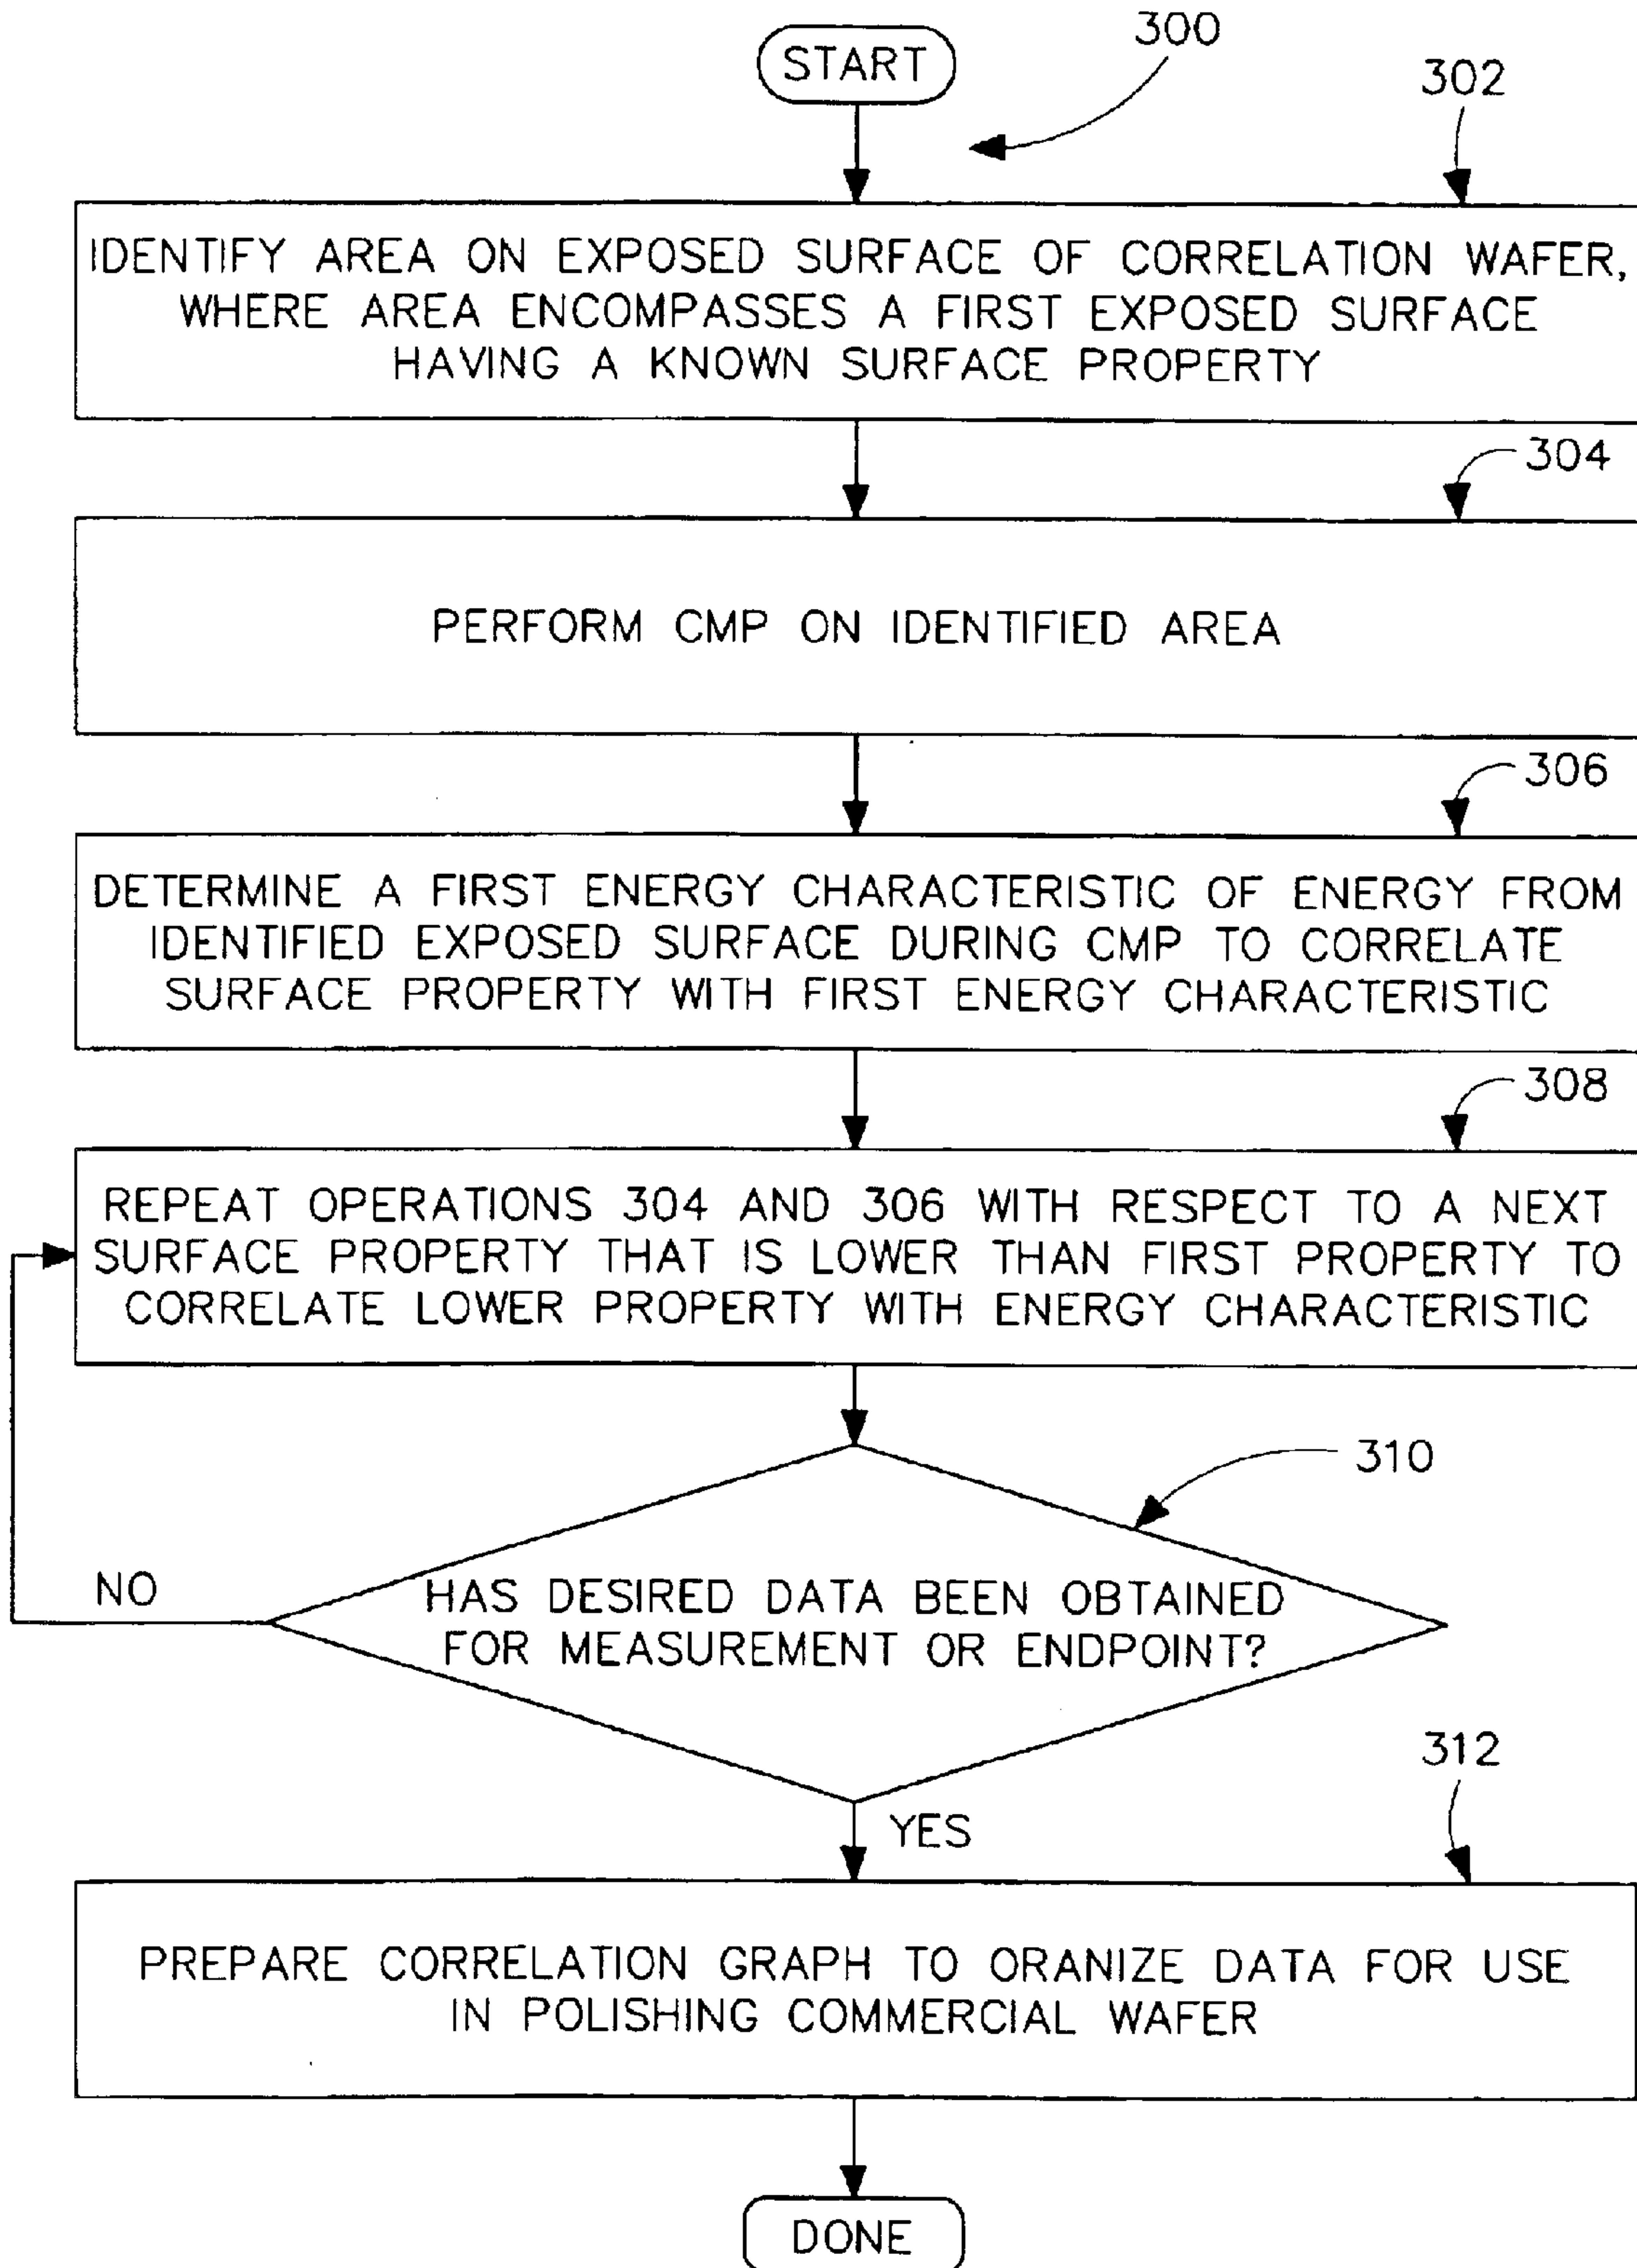 START
300
302
IDENTIFY AREA ON EXPOSED SURFACE OF CORRELATION WAFER,
WHERE AREA ENCOMPASSES A FIRST EXPOSED SURFACE
HAVING A KNOWN SURFACE PROPERTY
304
PERFORM CMP ON IDENTIFIED AREA
306
DETERMINE A FIRST ENERGY CHARACTERISTIC OF ENERGY FROM
IDENTIFIED EXPOSED SURFACE DURING CMP TO CORRELATE
SURFACE PROPERTY WITH FIRST ENERGY CHARACTERISTIC
308
REPEAT OPERATIONS 304 AND 306 WITH RESPECT TO A NEXT
SURFACE PROPERTY THAT IS LOWER THAN FIRST PROPERTY TO
CORRELATE LOWER PROPERTY WITH ENERGY CHARACTERISTIC
310
NO
HAS DESIRED DATA BEEN OBTAINED
FOR MEASUREMENT OR ENDPOINT?
312
YES
PREPARE CORRELATION GRAPH TO ORANIZE DATA FOR USE
IN POLISHING COMMERCIAL WAFER
DONE